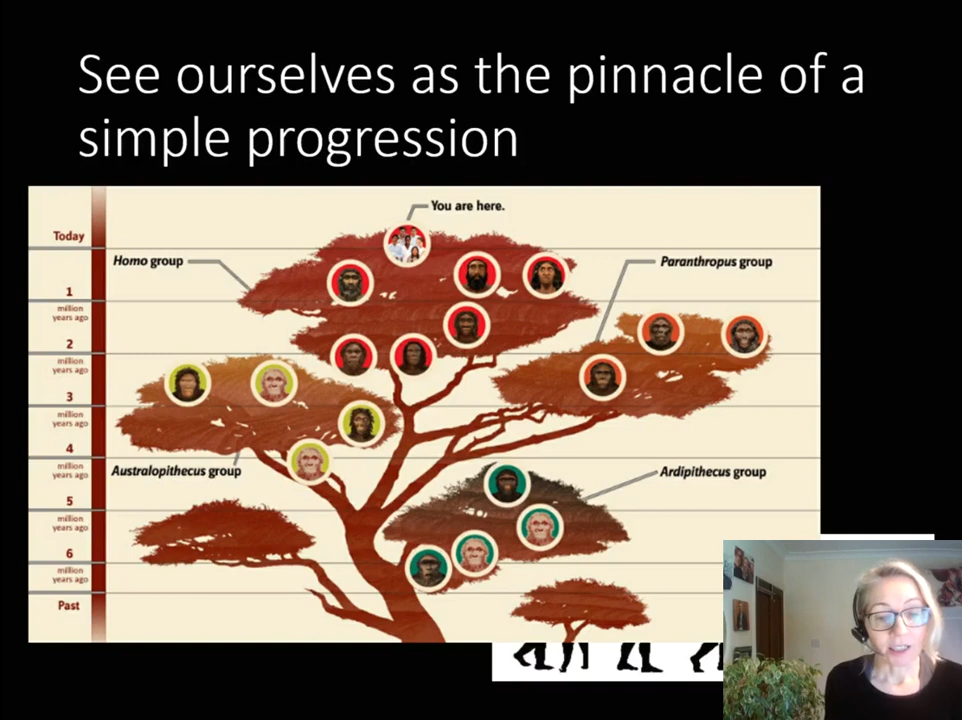 See ourselves as the pinnacle of a
simple progression
You are here.
Today
Homo group
Paranthropus group
1
million
years ago
2
million
years ago
3
million
years ago
4
million
years ago
Australopithecus group
Ardipithecus group
5
million
years ago
6
million
years ago
Past